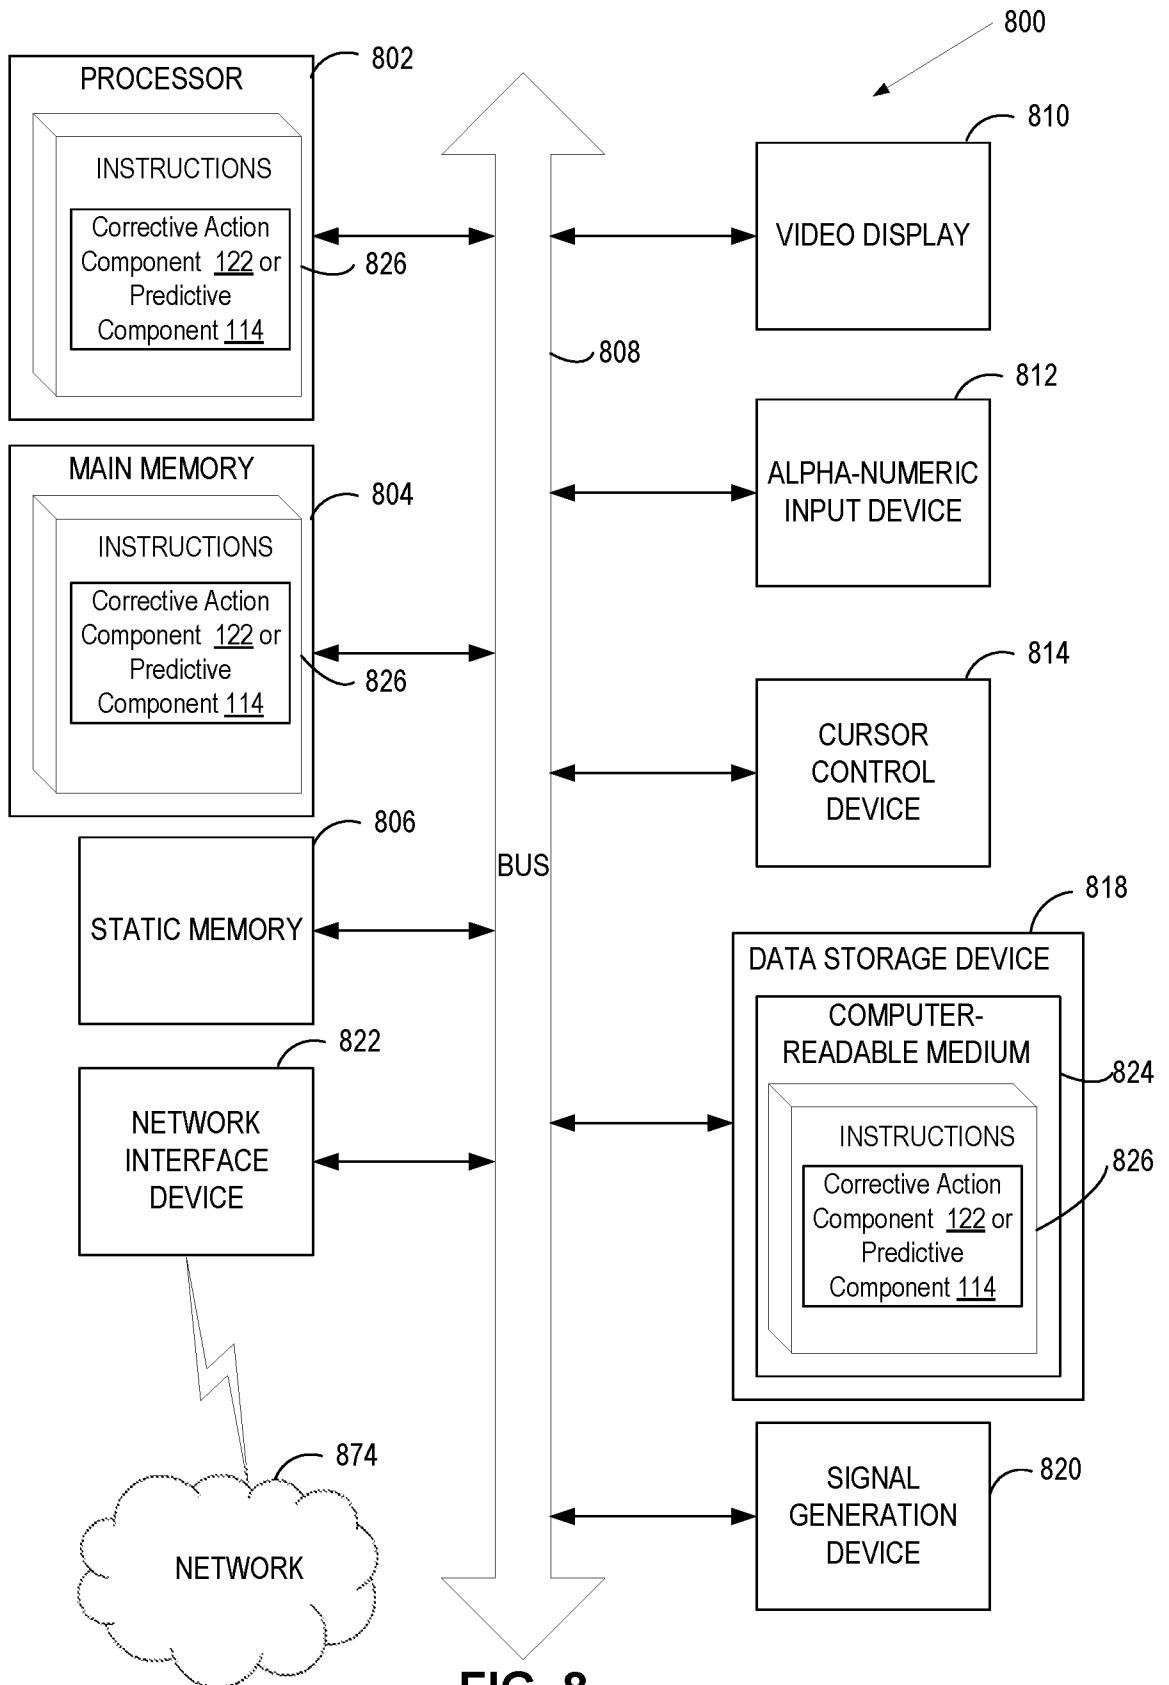 800
802
PROCESSOR
INSTRUCTIONS
Corrective Action
Component 122 or
Predictive
Component 114
826
MAIN MEMORY
804
INSTRUCTIONS
Corrective Action
Component 122 or
Predictive
Component 114
826
806
STATIC MEMORY
822
NETWORK
INTERFACE
DEVICE
874
NETWORK
BUS
808
810
VIDEO DISPLAY
812
ALPHA-NUMERIC
INPUT DEVICE
814
CURSOR
CONTROL
DEVICE
818
DATA STORAGE DEVICE
COMPUTER-
READABLE MEDIUM
824
INSTRUCTIONS
826
Corrective Action
Component 122 or
Predictive
Component 114
SIGNAL
GENERATION
DEVICE
820
FIG. 8